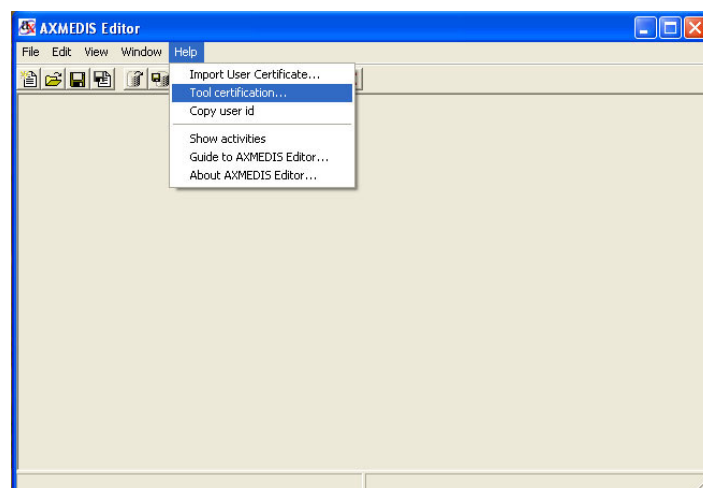 AXMEDIS Editor
File Edit View Window Help
Import User Certificate...
Tool certification...
Copy user id
Show activities
Guide to AXMEDIS Editor...
About AXMEDIS Editor...